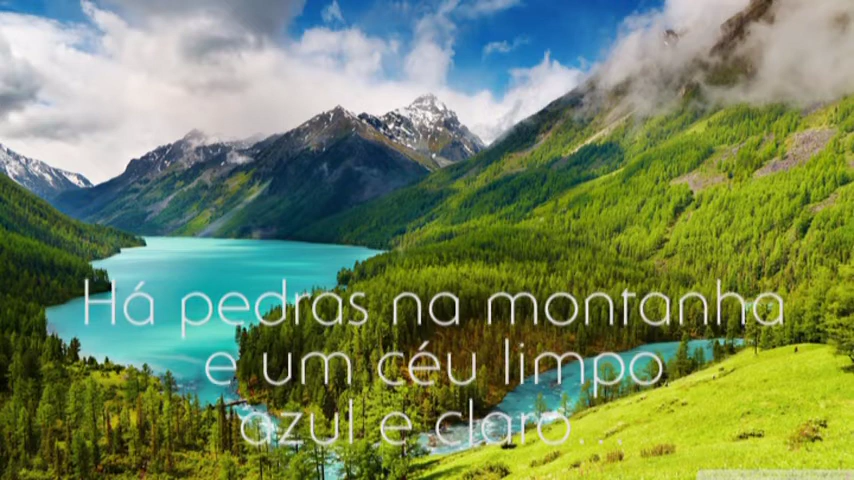 Há pedras na montanha
e um céu limpo
azul e claro...